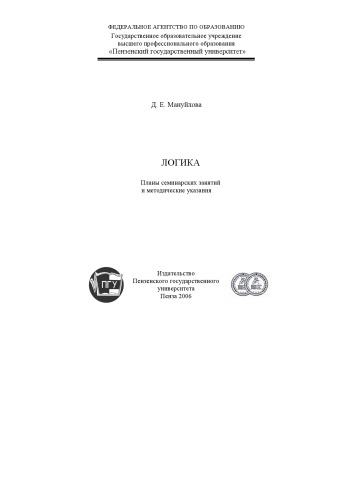 ФЕДЕРАЛЬНОЕ АГЕНТСТВО ПО ОБРАЗОВАНИЮ
Государственное образовательное учреждение
высшего профессионального образования
«Пензенский государственный университет»
Д. Е. Мануйлова
ЛОГИКА
Планы семинарских занятий
и методические указания
ПГУ
Издательство
Пензенского государственного
университета
Пенза 2006